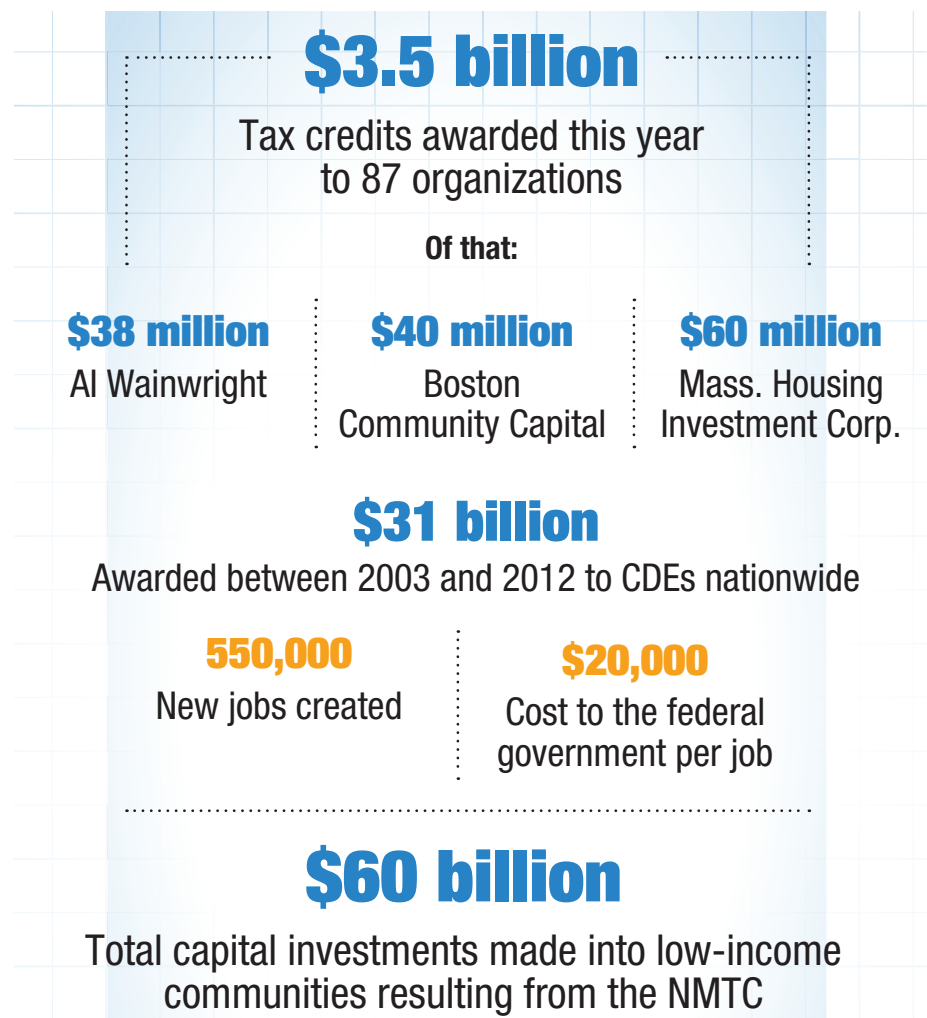 $3.5 billion
Tax credits awarded this year
to 87 organizations
Of that:
$38 million
Al Wainwright
$40 million
Boston
Community Capital
$60 million
Mass. Housing
Investment Corp.
$31 billion
Awarded between 2003 and 2012 to CDEs nationwide
550,000
New jobs created
$20,000
Cost to the federal
government per job
$60 billion
Total capital investments made into low-income
communities resulting from the NMTC